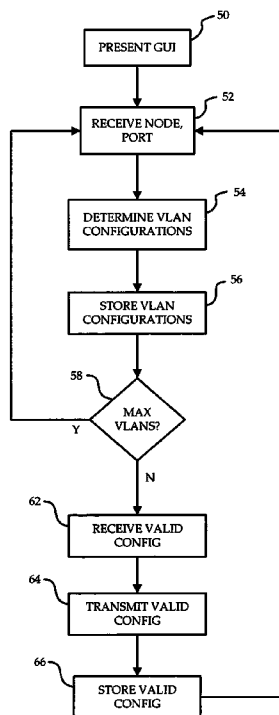 50
PRESENT GUI
52
RECEIVE NODE,
PORT
54
DETERMINE VLAN
CONFIGURATIONS
56
STORE VLAN
CONFIGURATIONS
58
MAX
VLANS?
Y
N
62
RECEIVE VALID
CONFIG
64
TRANSMIT VALID
CONFIG
66
STORE VALID
CONFIG